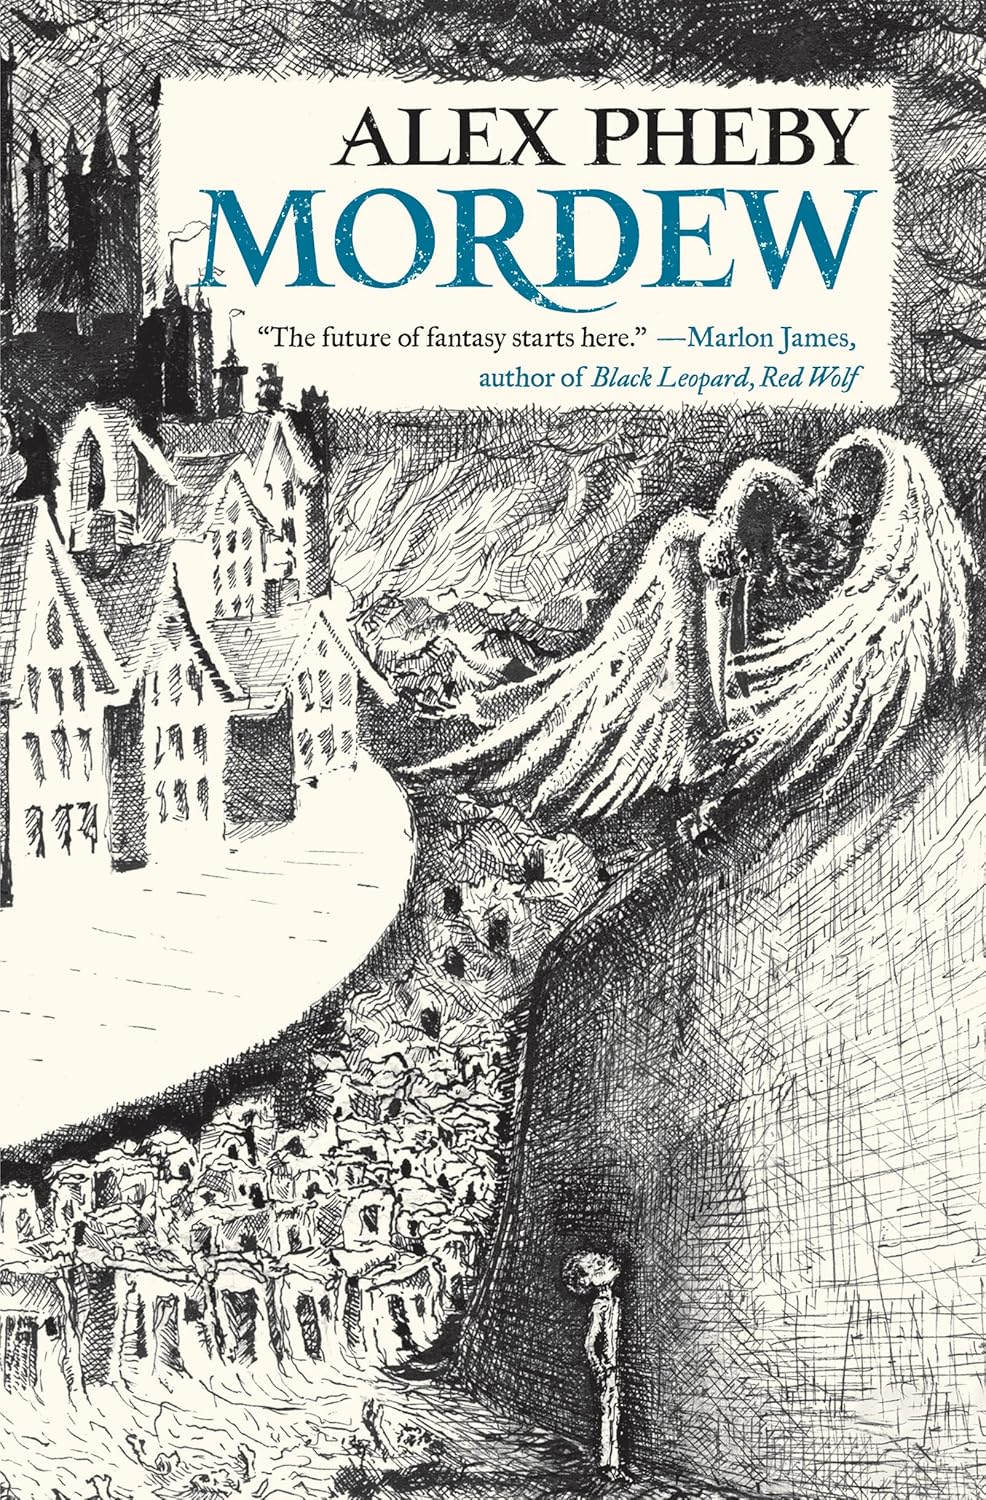 ALEX PHEBY
MORDEW
“The future of fantasy starts here.” —Marlon James,
author of Black Leopard, Red Wolf